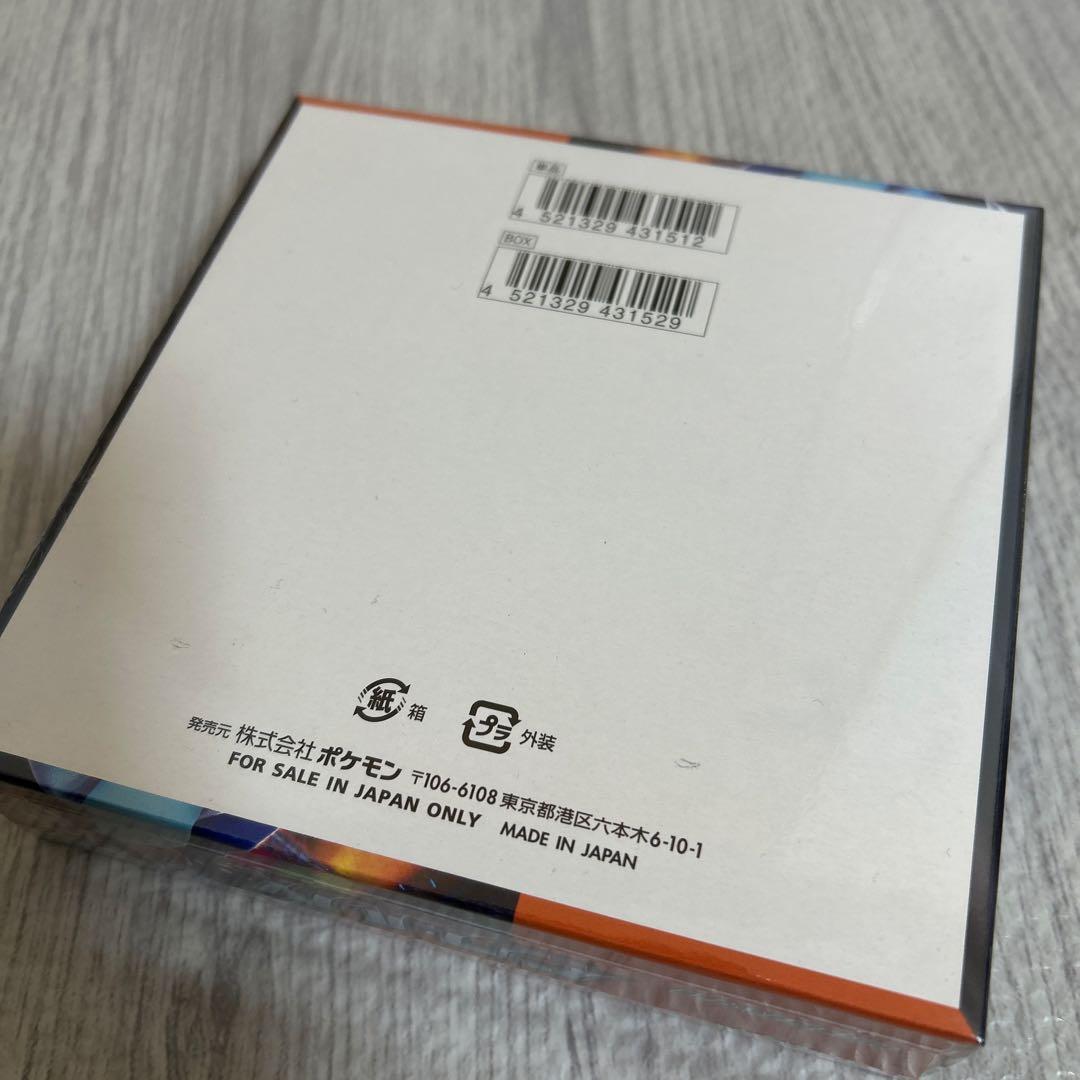 単品
4 521329 431512
BOX
4 521329 431529
紙 箱 プラ 外装
発売元 株式会社 ポケモン 〒106-6108 東京都港区六本木6-10-1
FOR SALE IN JAPAN ONLY MADE IN JAPAN